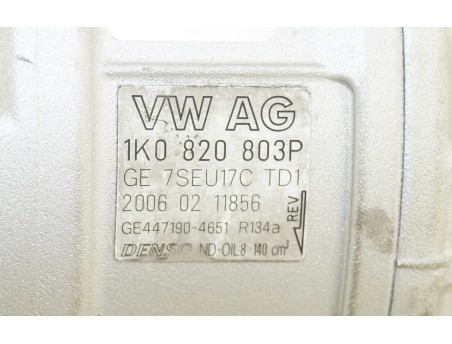 VW AG
1K0 820 803P
GE 7SEU17C TD1
2006 02 11856
GE447190-4651 R134a
DENSO ND-OIL8 140 cm³
REV